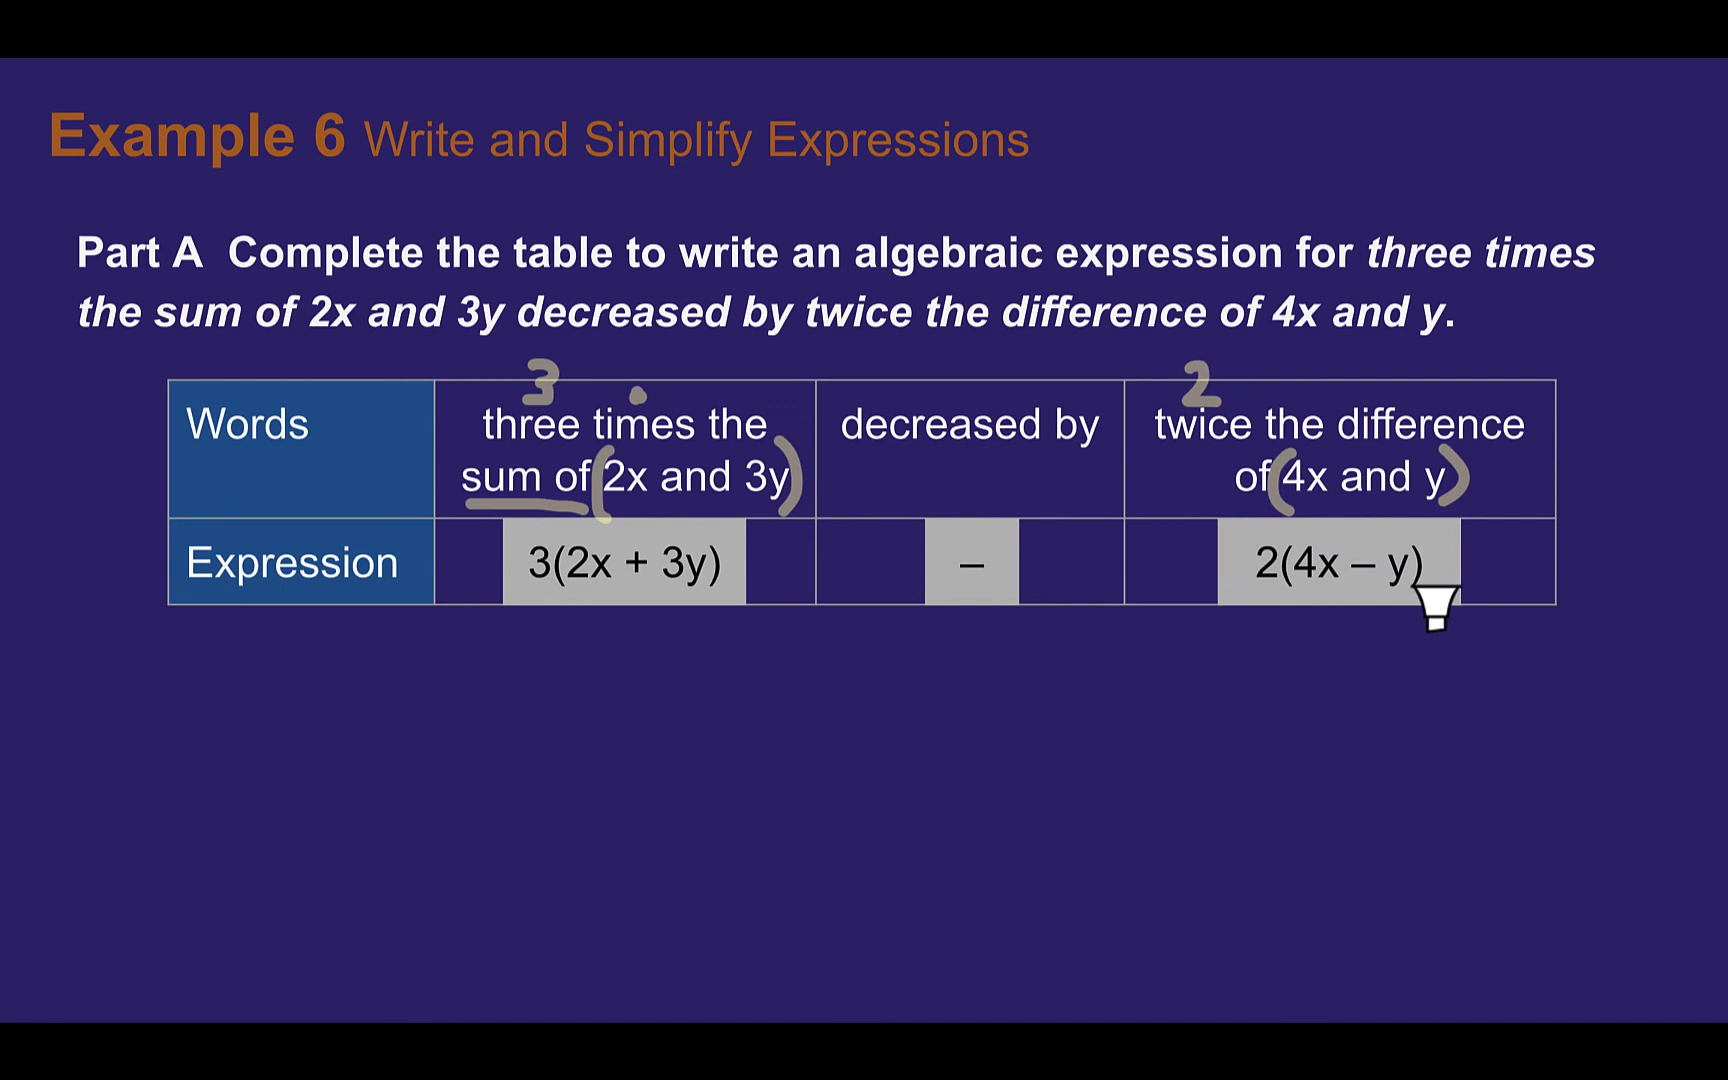 Example 6 Write and Simplify Expressions
Part A Complete the table to write an algebraic expression for three times
the sum of 2x and 3y decreased by twice the difference of 4x and y.
3 . 2
Words three times the decreased by twice the difference
sum of (2x and 3y) of (4x and y)
Expression 3(2x + 3y) – 2(4x – y)